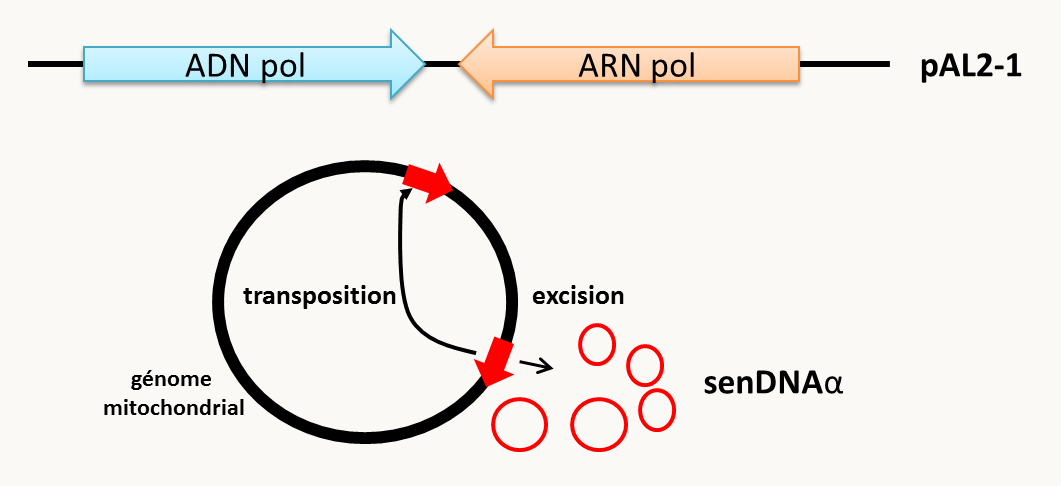 ADN pol
ARN pol
pAL2-1
transposition
excision
génome
mitochondrial
senDNAα